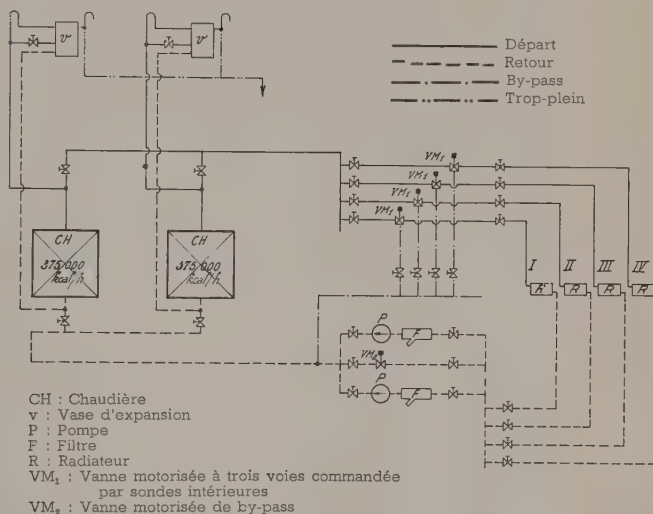 v
v
Départ
Retour
By-pass
Trop-plein
VM₁
VM₁
VM₁
VM₁
CH
375 000
kcal/h
CH
375 000
kcal/h
I II III IV
R R R R
P F
VM₂
P F
CH : Chaudière
v : Vase d'expansion
P : Pompe
F : Filtre
R : Radiateur
VM₁ : Vanne motorisée à trois voies commandée
par sondes intérieures
VM₂ : Vanne motorisée de by-pass